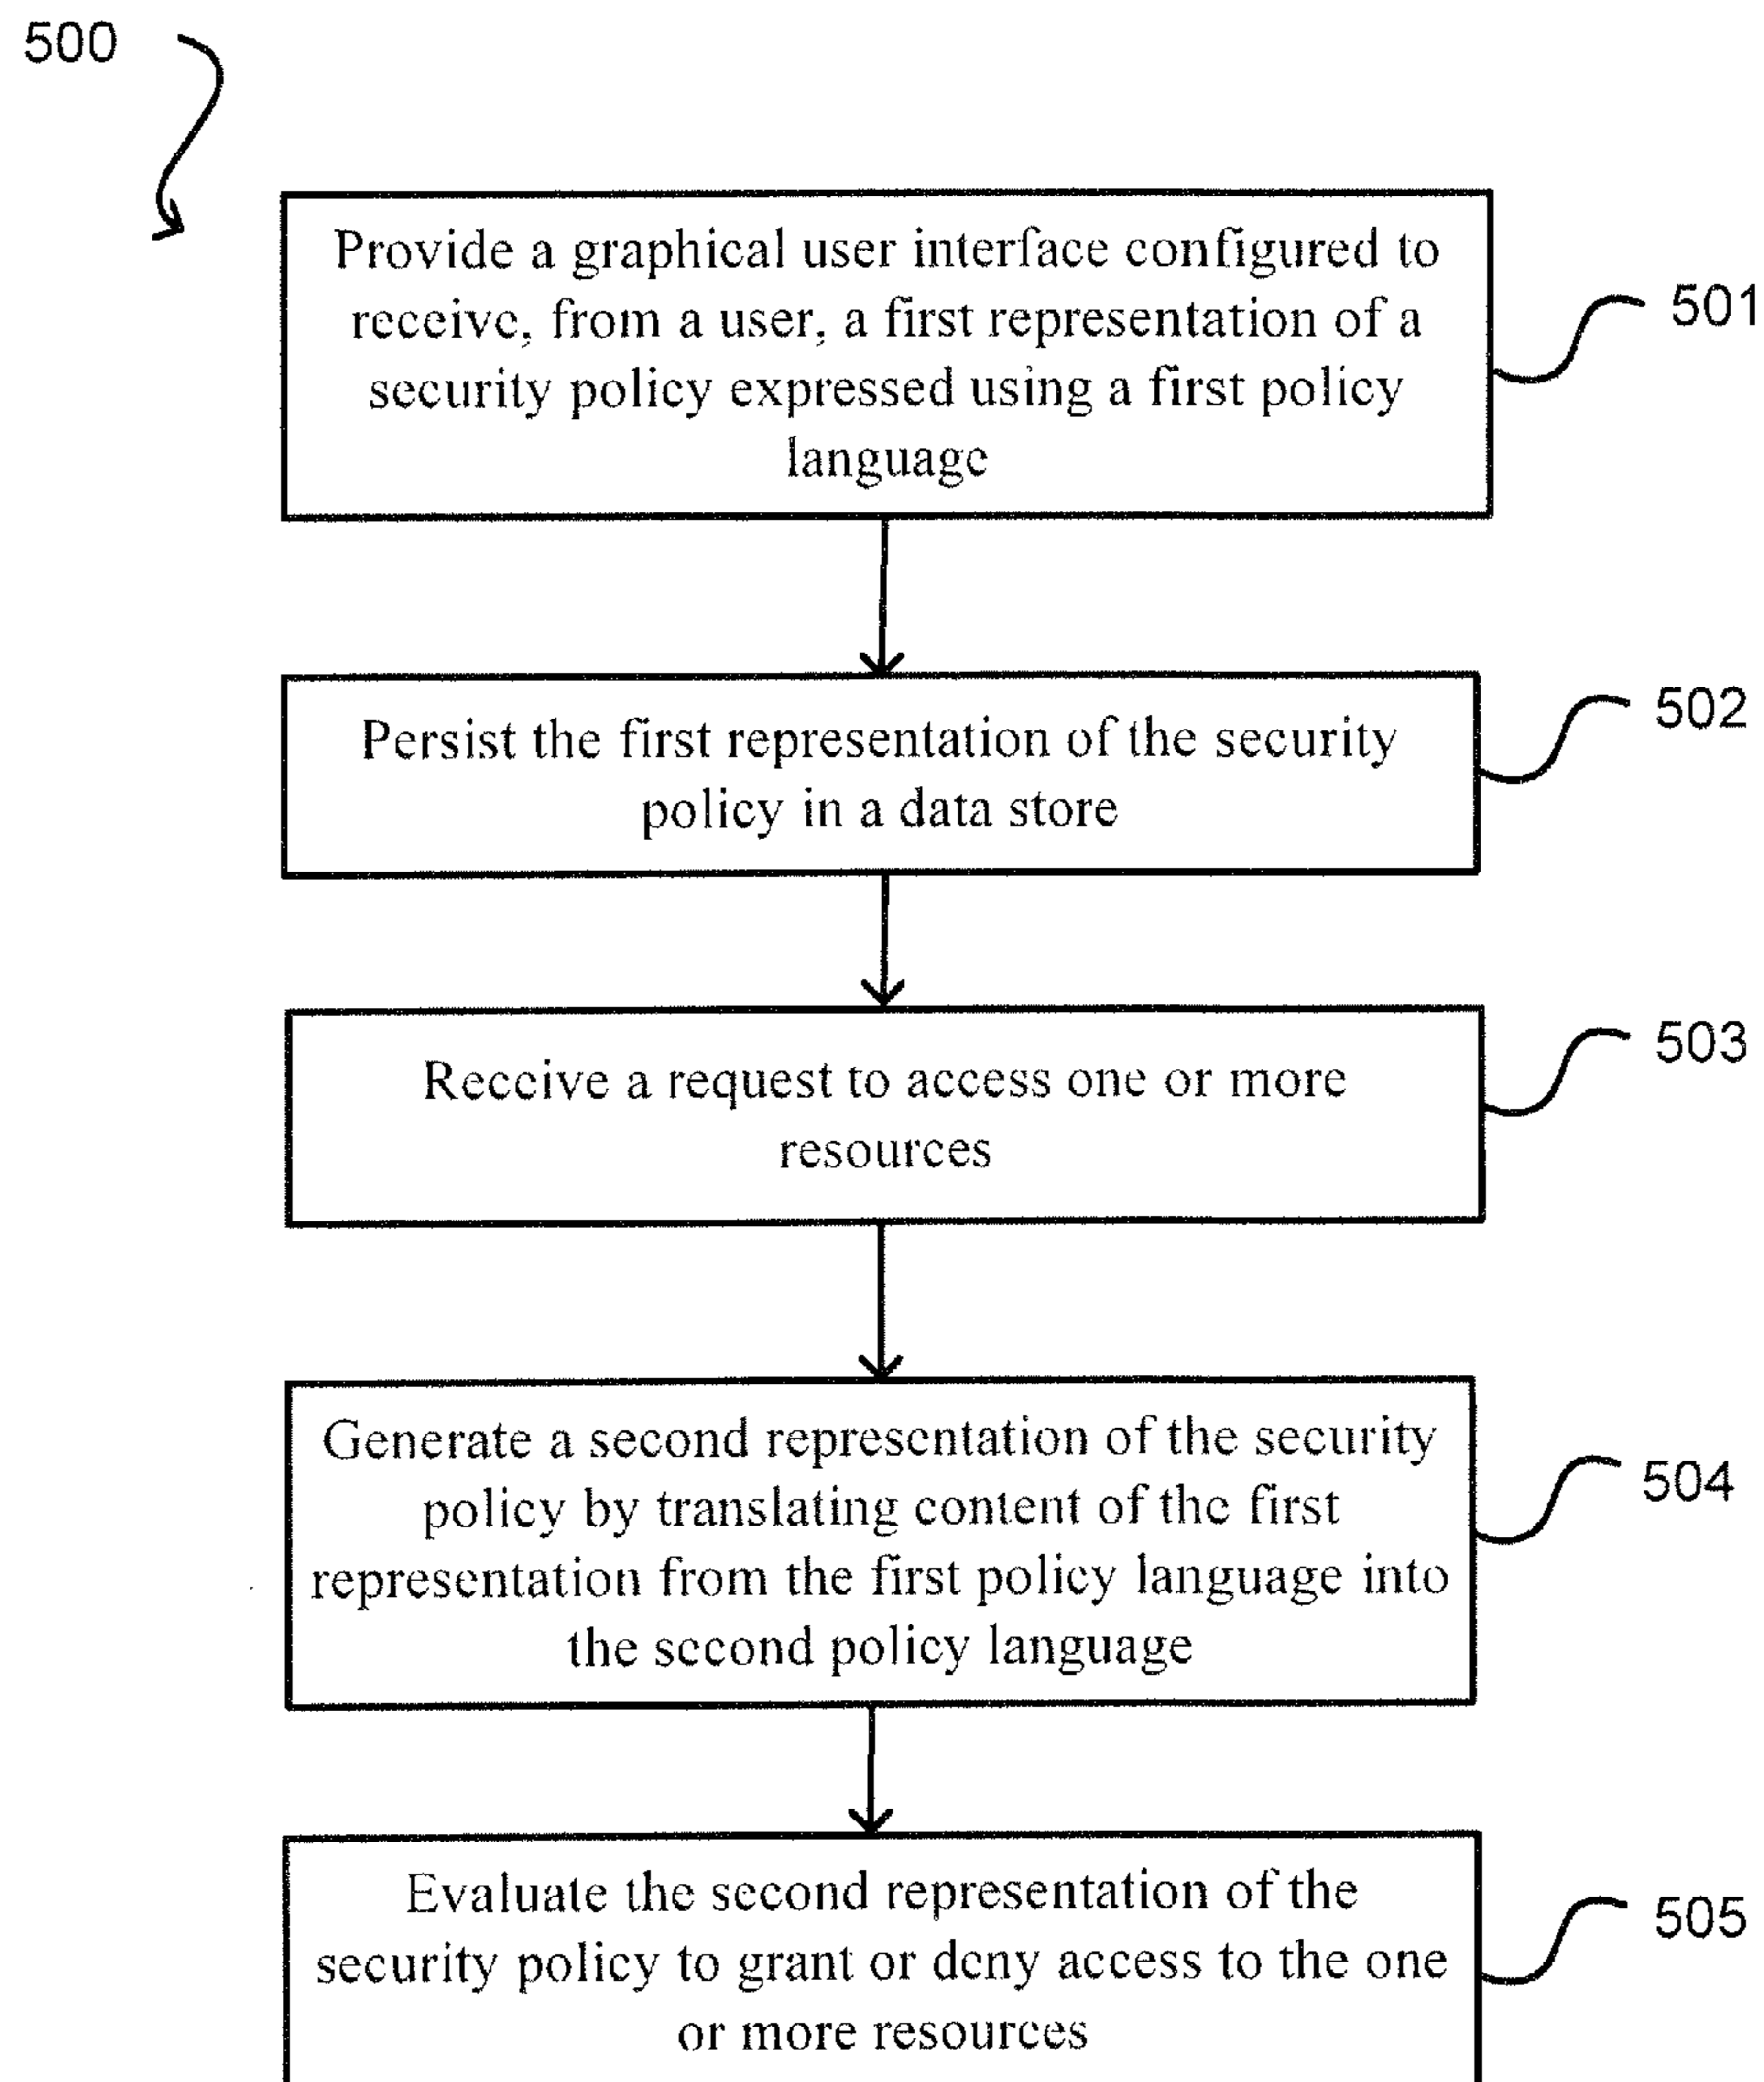 500
Provide a graphical user interface configured to
receive, from a user, a first representation of a
security policy expressed using a first policy
language
501
Persist the first representation of the security
policy in a data store
502
Receive a request to access one or more
resources
503
Generate a second representation of the security
policy by translating content of the first
representation from the first policy language into
the second policy language
504
Evaluate the second representation of the
security policy to grant or deny access to the one
or more resources
505